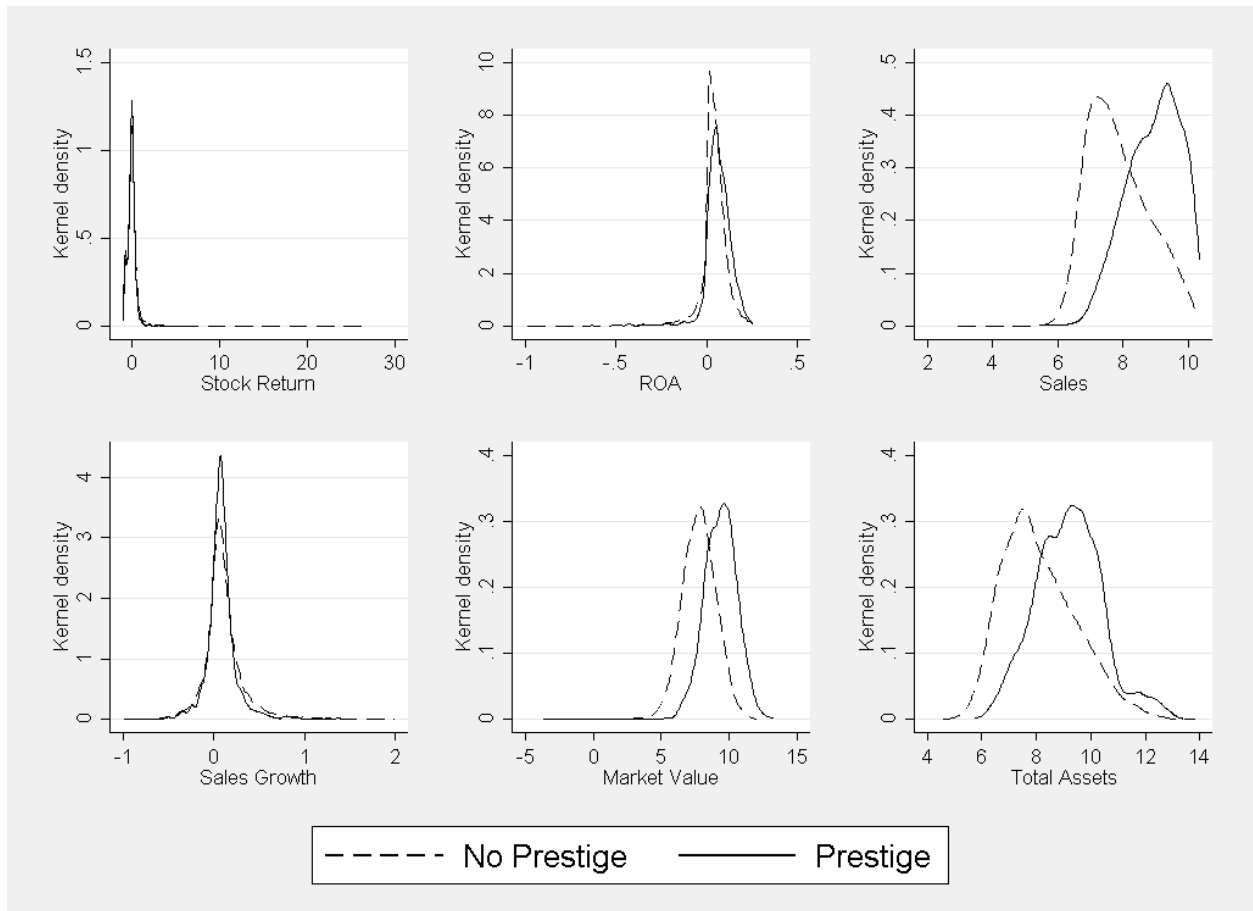 Kernel density
0 .5 1 1.5
0 10 20 30
Stock Return
Kernel density
0 2 4 6 8 10
-1 -.5 0 .5
ROA
Kernel density
0 .1 .2 .3 .4 .5
2 4 6 8 10
Sales
Kernel density
0 1 2 3 4
-1 0 1 2
Sales Growth
Kernel density
0 .1 .2 .3 .4
-5 0 5 10 15
Market Value
Kernel density
0 .1 .2 .3 .4
4 6 8 10 12 14
Total Assets
No Prestige Prestige